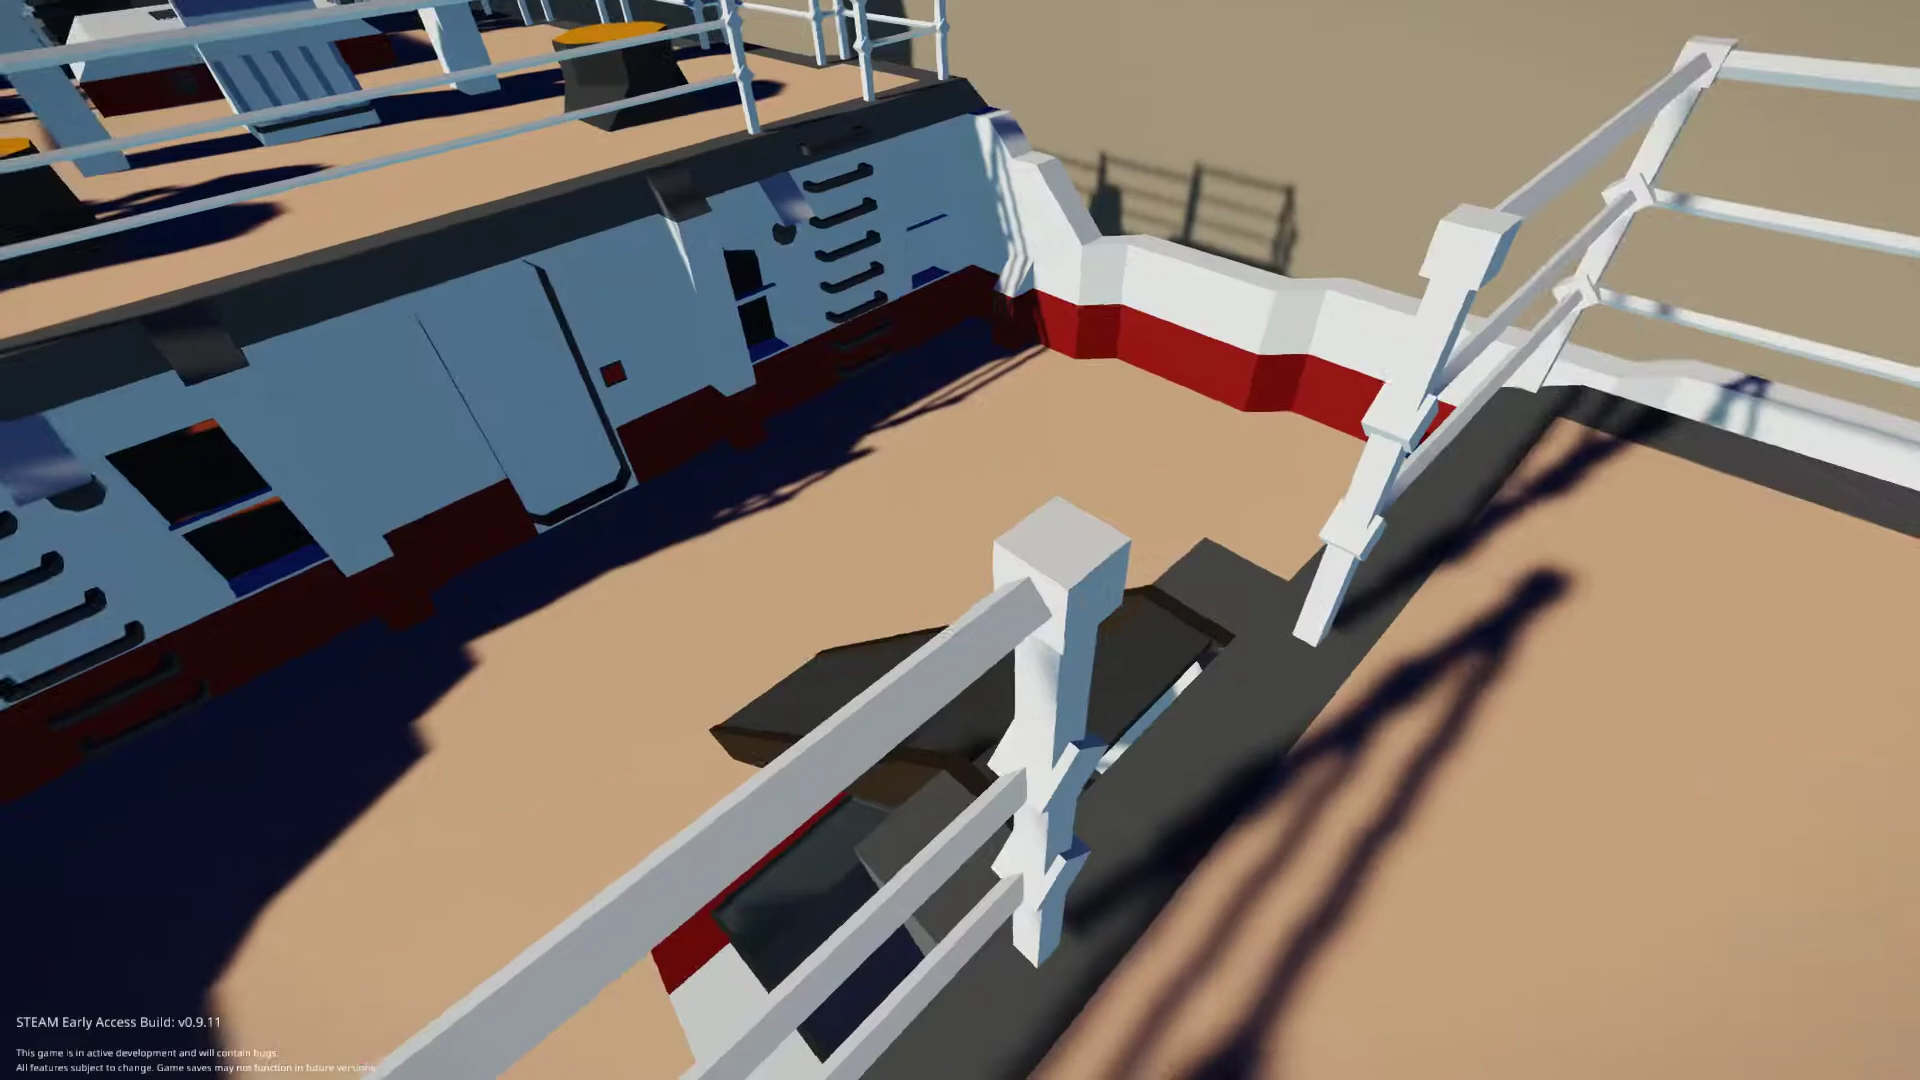 STEAM Early Access Build: v0.9.11
This game is in active development and will contain bugs.
All features subject to change. Game saves may not function in future versions.